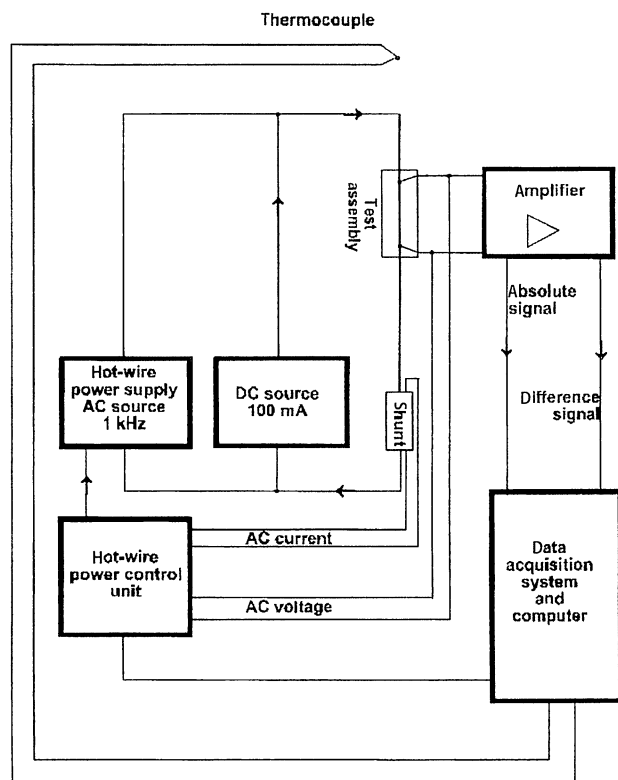 Thermocouple
Test
assembly
Amplifier
Absolute
signal
Difference
signal
Hot-wire
power supply
AC source
1 kHz
DC source
100 mA
Shunt
Hot-wire
power control
unit
AC current
AC voltage
Data
acquisition
system
and
computer